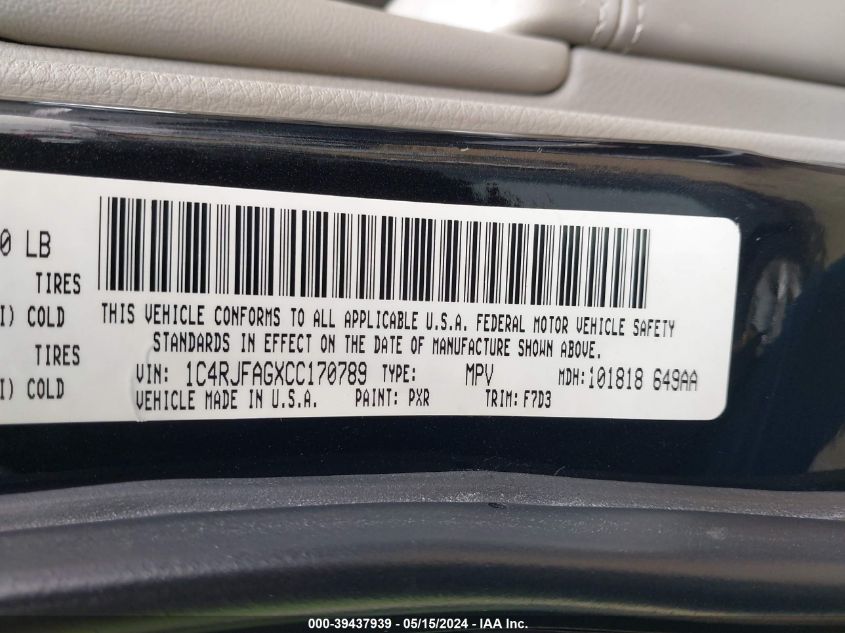 0 LB
TIRES
I) COLD
TIRES
I) COLD
THIS VEHICLE CONFORMS TO ALL APPLICABLE U.S.A. FEDERAL MOTOR VEHICLE SAFETY
STANDARDS IN EFFECT ON THE DATE OF MANUFACTURE SHOWN ABOVE.
VIN: 1C4RJFAGXCC170789 TYPE: MPV MDH:101818 649AA
VEHICLE MADE IN U.S.A. PAINT: PXR TRIM: F7D3
000-39437939 - 05/15/2024 - IAA Inc.